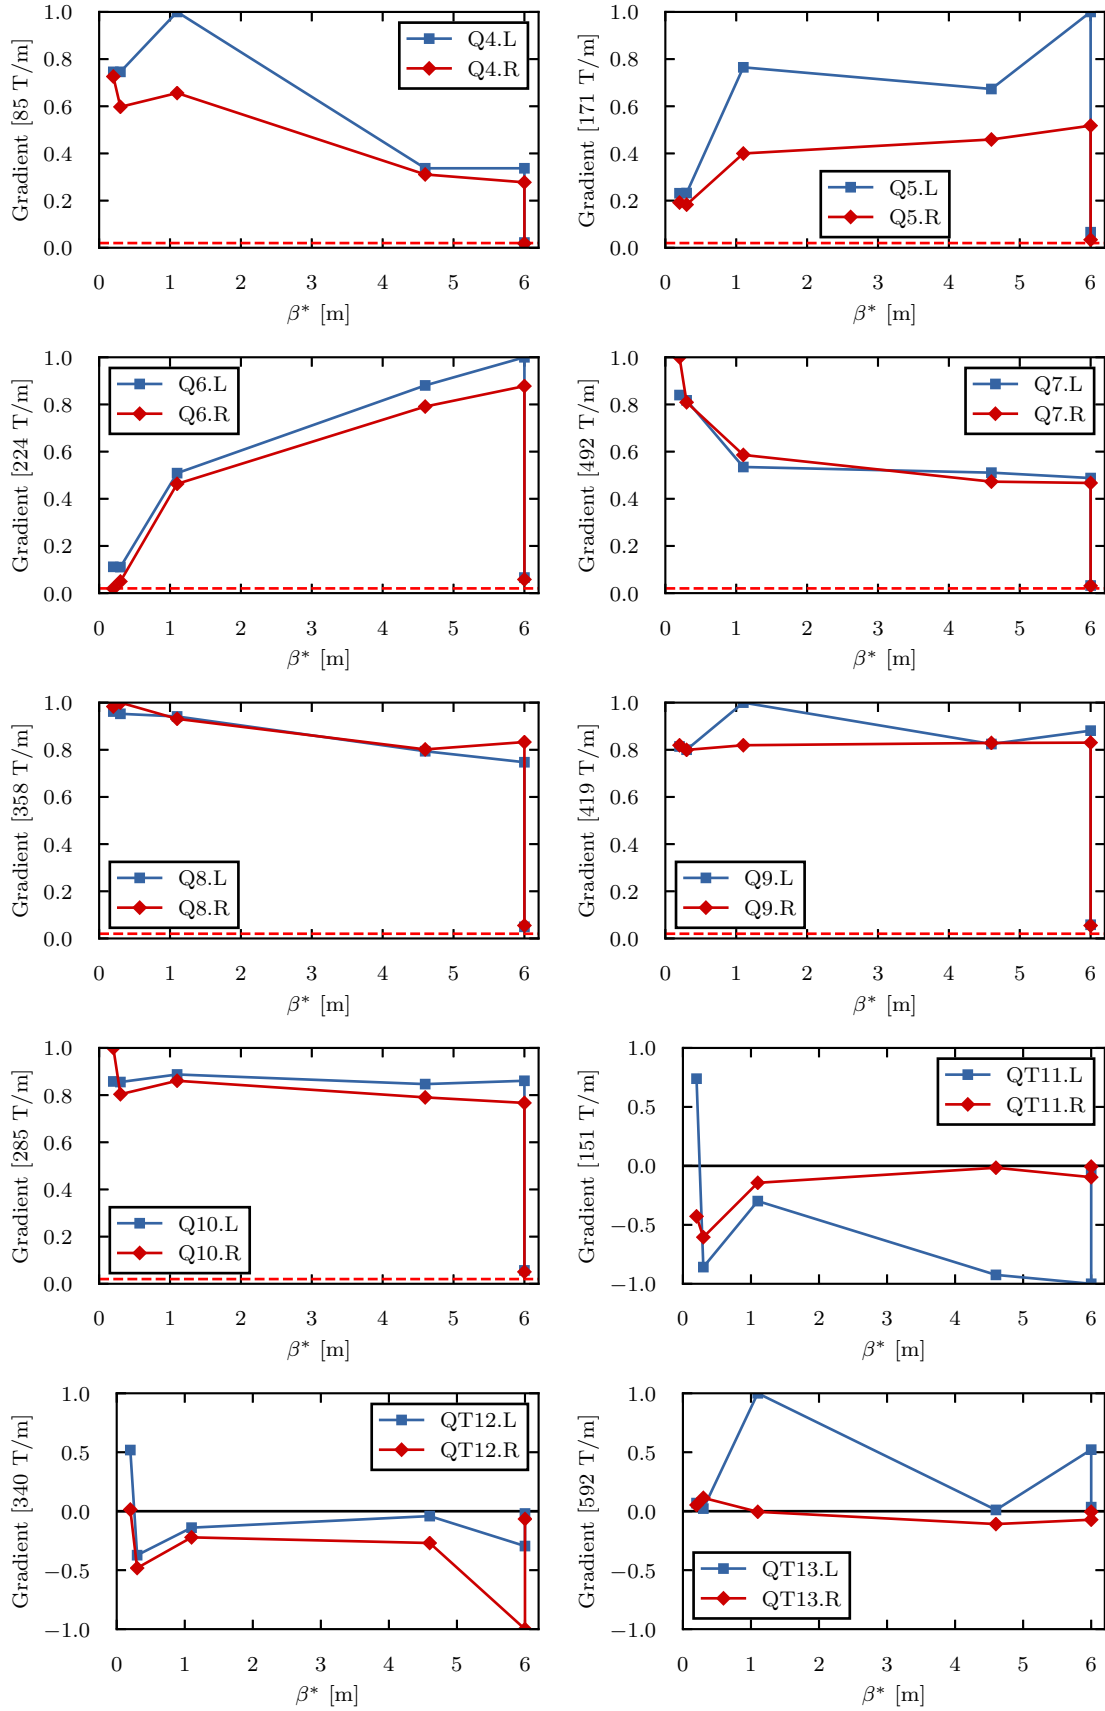 1.0
0.8
0.6
0.4
0.2
0.0
Gradient [85 T/m]
Q4.L
Q4.R
0 1 2 3 4 5 6
β* [m]
1.0
0.8
0.6
0.4
0.2
0.0
Gradient [171 T/m]
Q5.L
Q5.R
0 1 2 3 4 5 6
β* [m]
1.0
0.8
0.6
0.4
0.2
0.0
Gradient [224 T/m]
Q6.L
Q6.R
0 1 2 3 4 5 6
β* [m]
1.0
0.8
0.6
0.4
0.2
0.0
Gradient [492 T/m]
Q7.L
Q7.R
0 1 2 3 4 5 6
β* [m]
1.0
0.8
0.6
0.4
0.2
0.0
Gradient [358 T/m]
Q8.L
Q8.R
0 1 2 3 4 5 6
β* [m]
1.0
0.8
0.6
0.4
0.2
0.0
Gradient [419 T/m]
Q9.L
Q9.R
0 1 2 3 4 5 6
β* [m]
1.0
0.8
0.6
0.4
0.2
0.0
Gradient [285 T/m]
Q10.L
Q10.R
0 1 2 3 4 5 6
β* [m]
1.0
0.5
0.0
−0.5
−1.0
Gradient [151 T/m]
QT11.L
QT11.R
0 1 2 3 4 5 6
β* [m]
1.0
0.5
0.0
−0.5
−1.0
Gradient [340 T/m]
QT12.L
QT12.R
0 1 2 3 4 5 6
β* [m]
1.0
0.5
0.0
−0.5
−1.0
Gradient [592 T/m]
QT13.L
QT13.R
0 1 2 3 4 5 6
β* [m]